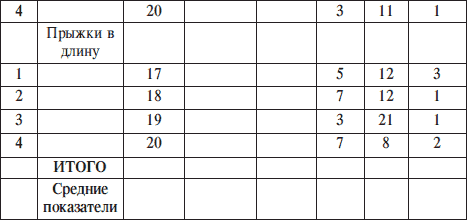 4 20 3 11 1
Прыжки в
длину
1 17 5 12 3
2 18 7 12 1
3 19 3 21 1
4 20 7 8 2
ИТОГО
Средние
показатели